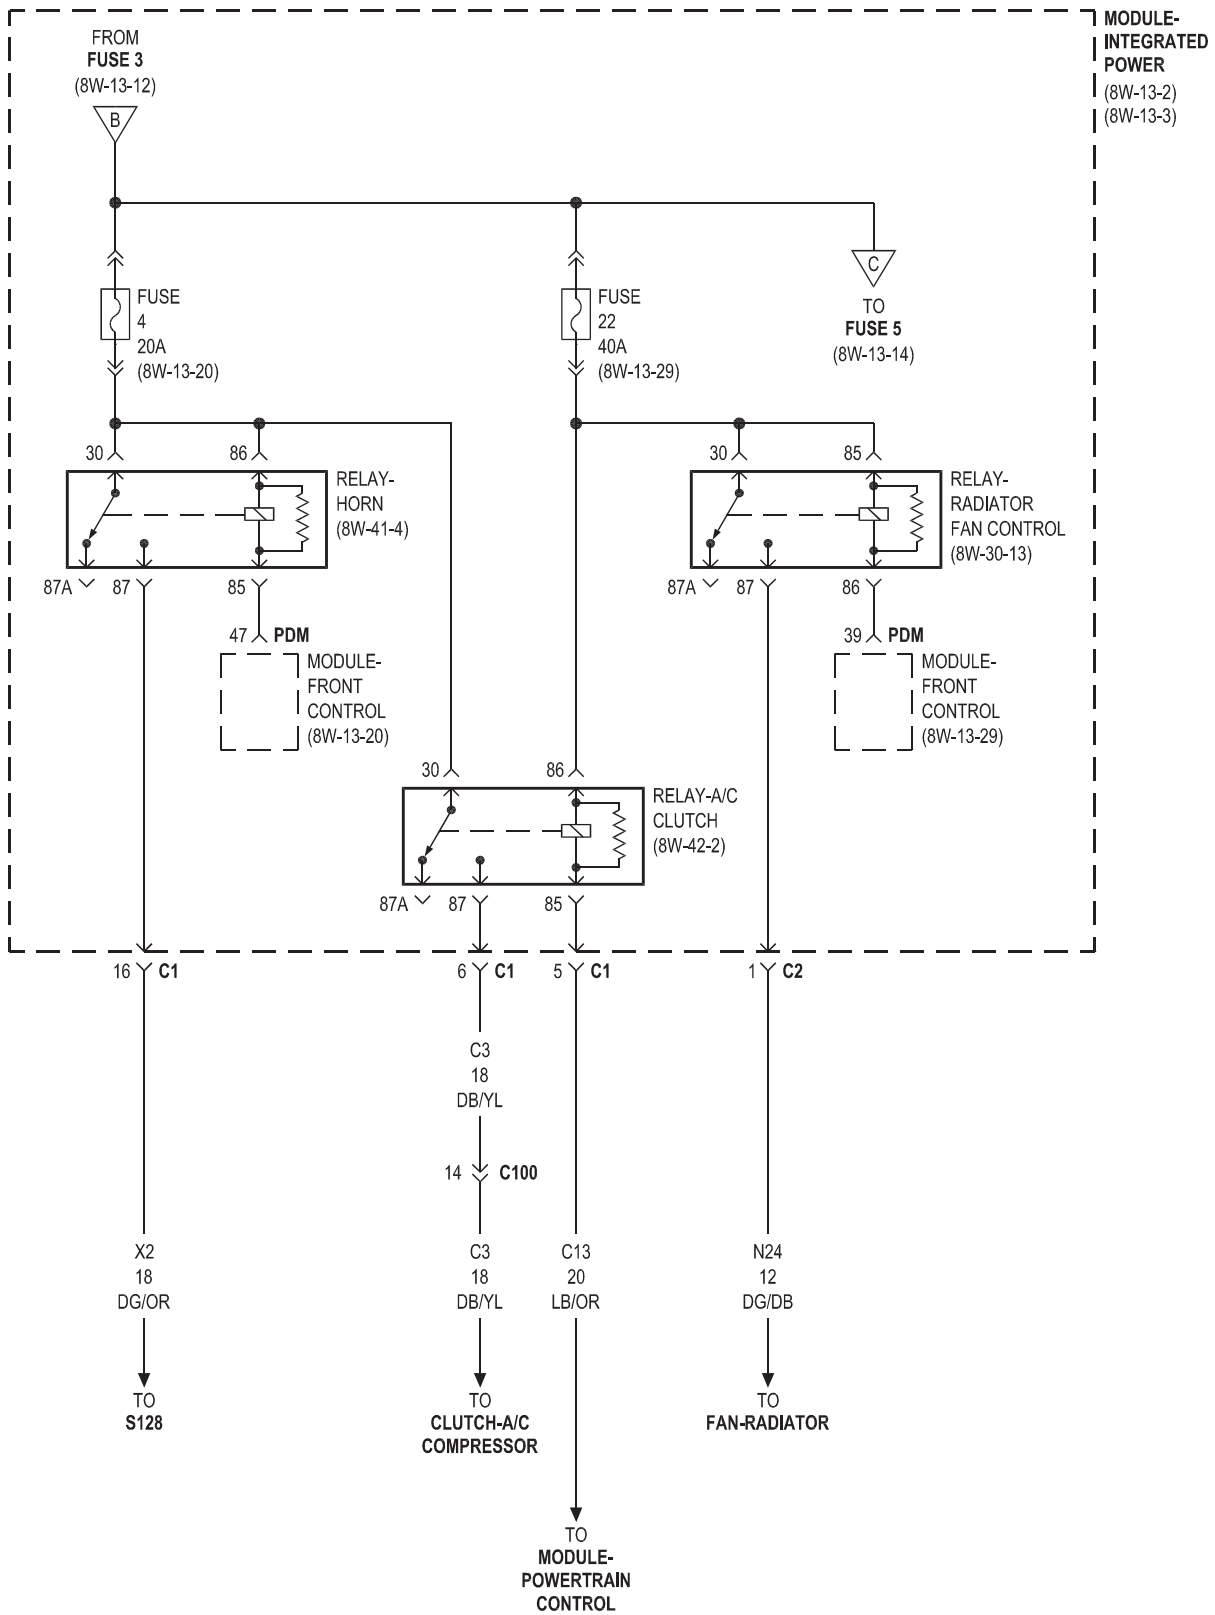 MODULE-
INTEGRATED
POWER
(8W-13-2)
(8W-13-3)
FROM
FUSE 3
(8W-13-12)
B
C
TO
FUSE 5
(8W-13-14)
FUSE
4
20A
(8W-13-20)
FUSE
22
40A
(8W-13-29)
30
86
RELAY-
HORN
(8W-41-4)
87A
87
85
47
PDM
MODULE-
FRONT
CONTROL
(8W-13-20)
30
85
RELAY-
RADIATOR
FAN CONTROL
(8W-30-13)
87A
87
86
39
PDM
MODULE-
FRONT
CONTROL
(8W-13-29)
30
86
RELAY-A/C
CLUTCH
(8W-42-2)
87A
87
85
16
C1
6
C1
5
C1
1
C2
C3
18
DB/YL
14
C100
X2
18
DG/OR
C3
18
DB/YL
C13
20
LB/OR
N24
12
DG/DB
TO
S128
TO
CLUTCH-A/C
COMPRESSOR
TO
FAN-RADIATOR
TO
MODULE-
POWERTRAIN
CONTROL